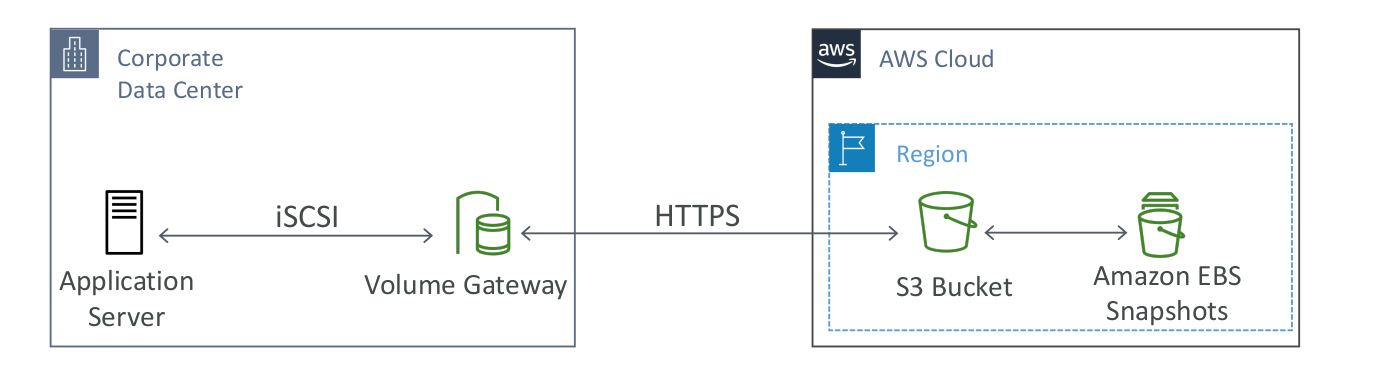 Corporate
Data Center
aws
AWS Cloud
Region
iSCSI
HTTPS
Application
Server
Volume Gateway
S3 Bucket
Amazon EBS
Snapshots